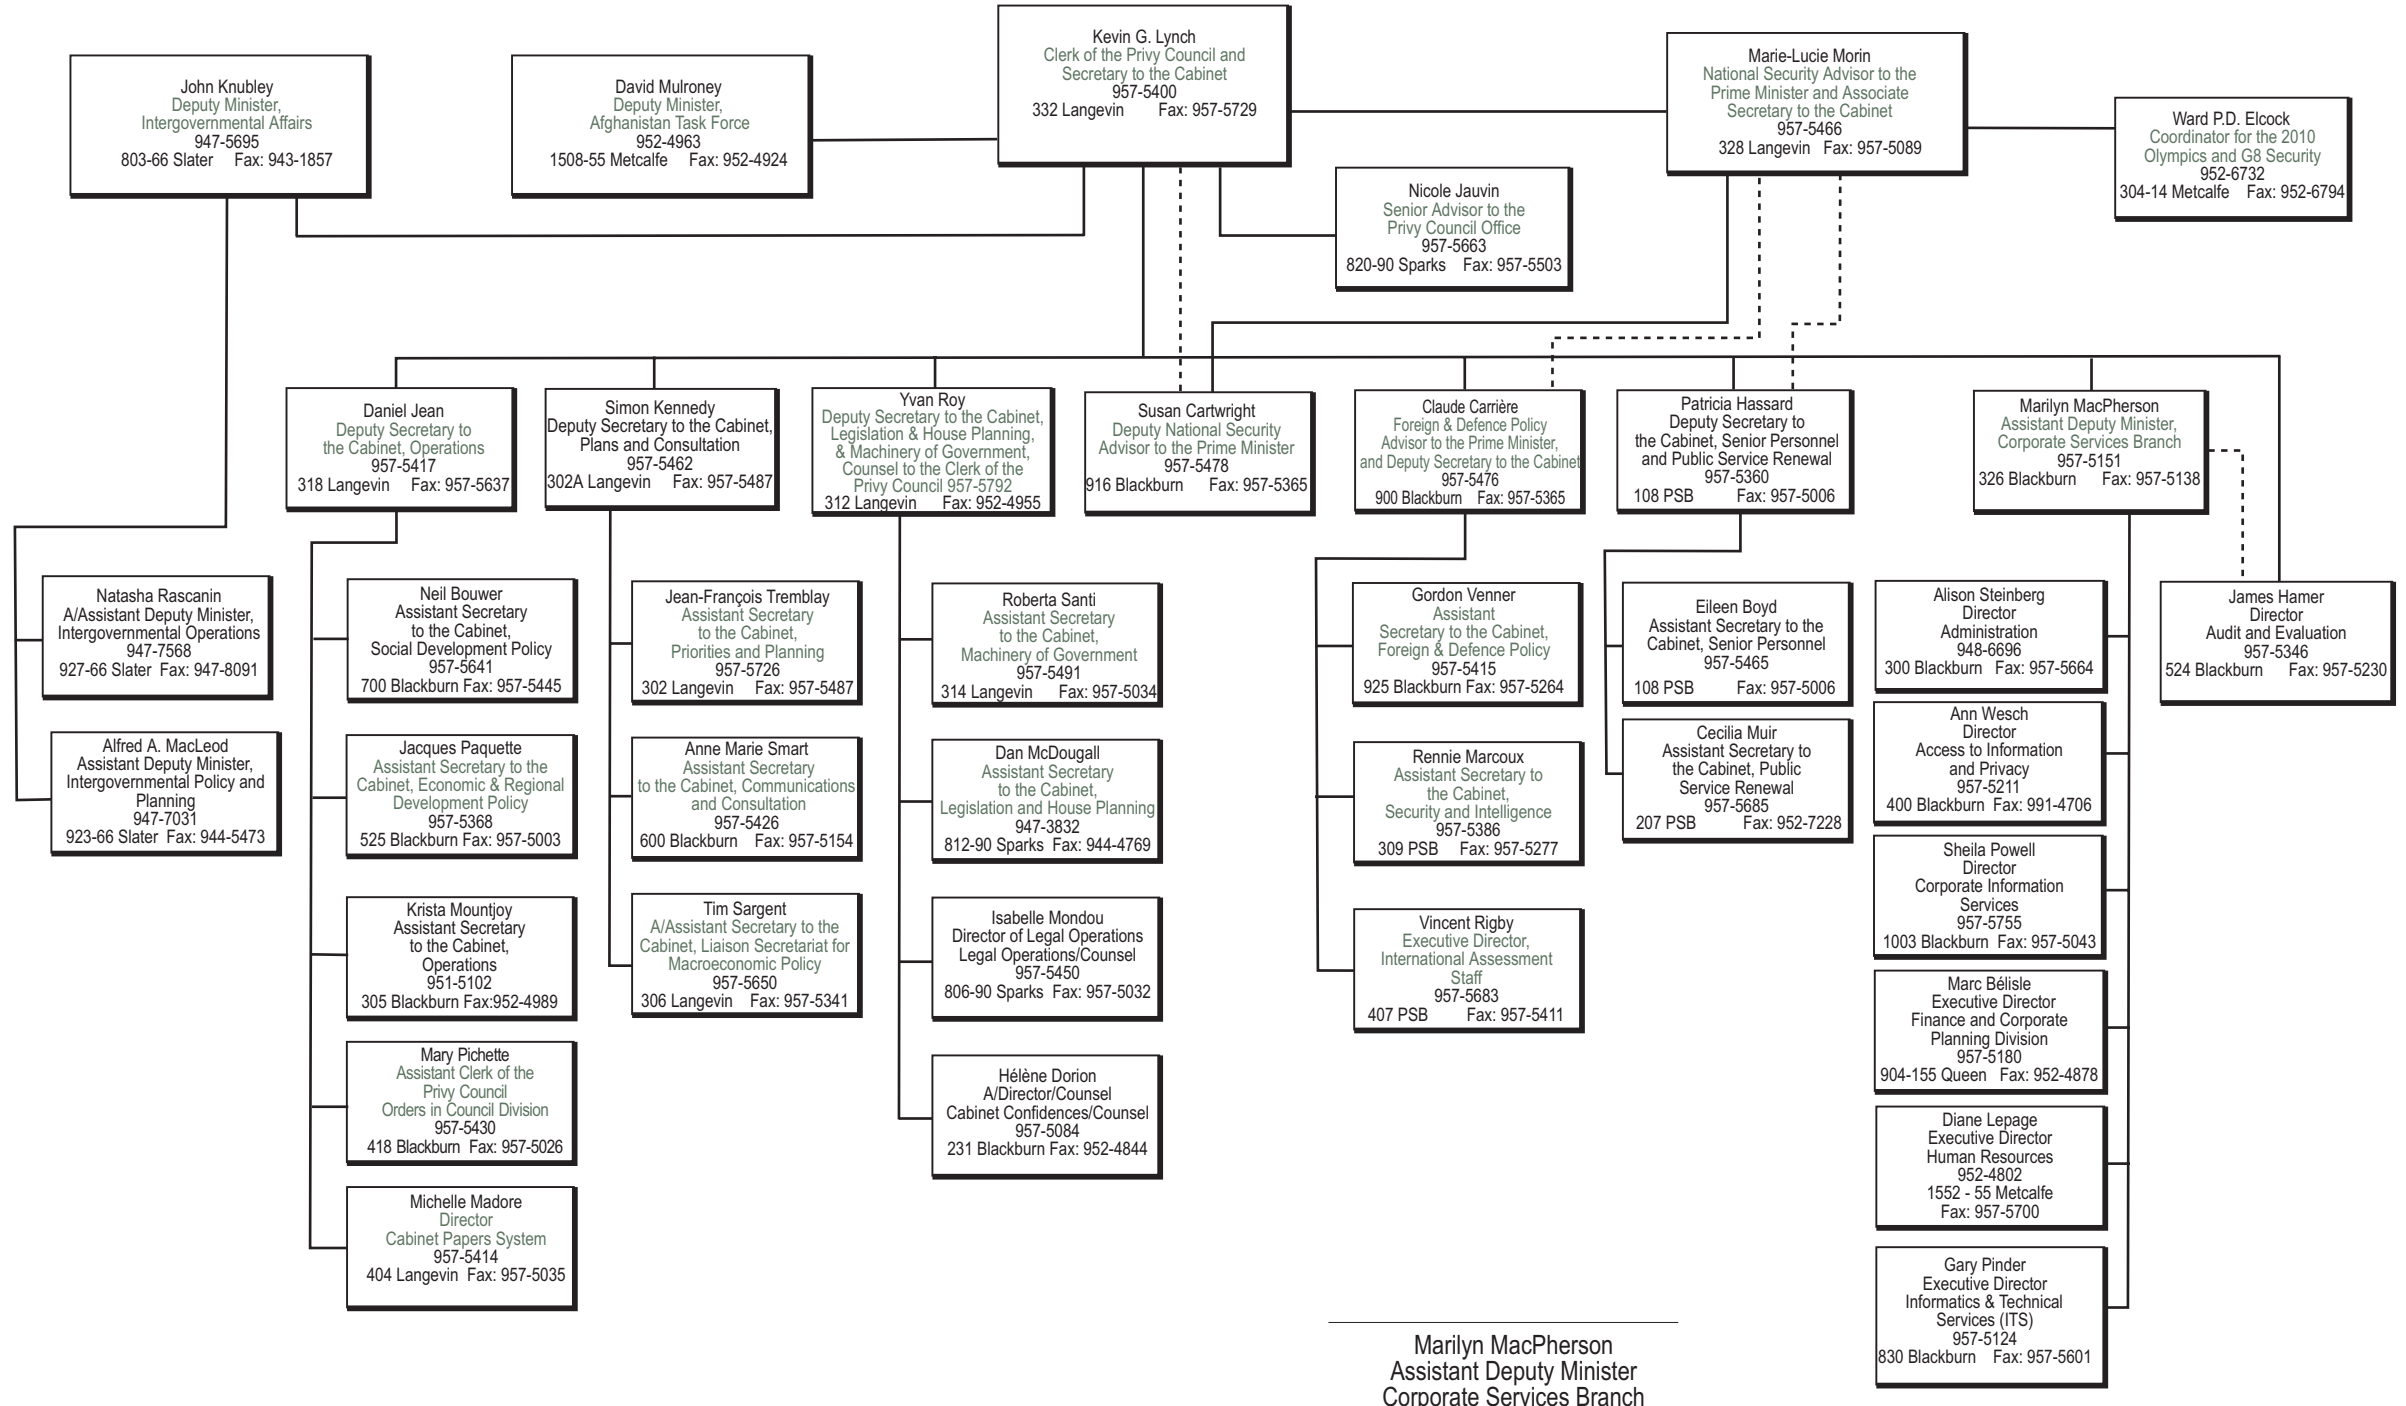 Kevin G. Lynch
Clerk of the Privy Council and
Secretary to the Cabinet
957-5400
332 Langevin Fax: 957-5729
John Knubley
Deputy Minister,
Intergovernmental Affairs
947-5695
803-66 Slater Fax: 943-1857
David Mulroney
Deputy Minister,
Afghanistan Task Force
952-4963
1508-55 Metcalfe Fax: 952-4924
Marie-Lucie Morin
National Security Advisor to the
Prime Minister and Associate
Secretary to the Cabinet
957-5466
328 Langevin Fax: 957-5089
Ward P.D. Elcock
Coordinator for the 2010
Olympics and G8 Security
952-6732
304-14 Metcalfe Fax: 952-6794
Nicole Jauvin
Senior Advisor to the
Privy Council Office
957-5663
820-90 Sparks Fax: 957-5503
Daniel Jean
Deputy Secretary to
the Cabinet, Operations
957-5417
318 Langevin Fax: 957-5637
Simon Kennedy
Deputy Secretary to the Cabinet,
Plans and Consultation
957-5462
302A Langevin Fax: 957-5487
Yvan Roy
Deputy Secretary to the Cabinet,
Legislation & House Planning,
& Machinery of Government,
Counsel to the Clerk of the
Privy Council 957-5792
312 Langevin Fax: 952-4955
Susan Cartwright
Deputy National Security
Advisor to the Prime Minister
957-5478
916 Blackburn Fax: 957-5365
Claude Carrière
Foreign & Defence Policy
Advisor to the Prime Minister,
and Deputy Secretary to the Cabinet
957-5476
900 Blackburn Fax: 957-5365
Patricia Hassard
Deputy Secretary to
the Cabinet, Senior Personnel
and Public Service Renewal
957-5360
108 PSB Fax: 957-5006
Marilyn MacPherson
Assistant Deputy Minister,
Corporate Services Branch
957-5151
326 Blackburn Fax: 957-5138
Natasha Rascanin
A/Assistant Deputy Minister,
Intergovernmental Operations
947-7568
927-66 Slater Fax: 947-8091
Alfred A. MacLeod
Assistant Deputy Minister,
Intergovernmental Policy and
Planning
947-7031
923-66 Slater Fax: 944-5473
Neil Bouwer
Assistant Secretary
to the Cabinet,
Social Development Policy
957-5641
700 Blackburn Fax: 957-5445
Jacques Paquette
Assistant Secretary to the
Cabinet, Economic & Regional
Development Policy
957-5368
525 Blackburn Fax: 957-5003
Krista Mountjoy
Assistant Secretary
to the Cabinet,
Operations
951-5102
305 Blackburn Fax:952-4989
Mary Pichette
Assistant Clerk of the
Privy Council
Orders in Council Division
957-5430
418 Blackburn Fax: 957-5026
Michelle Madore
Director
Cabinet Papers System
957-5414
404 Langevin Fax: 957-5035
Jean-François Tremblay
Assistant Secretary
to the Cabinet,
Priorities and Planning
957-5726
302 Langevin Fax: 957-5487
Anne Marie Smart
Assistant Secretary
to the Cabinet, Communications
and Consultation
957-5426
600 Blackburn Fax: 957-5154
Tim Sargent
A/Assistant Secretary to the
Cabinet, Liaison Secretariat for
Macroeconomic Policy
957-5650
306 Langevin Fax: 957-5341
Roberta Santi
Assistant Secretary
to the Cabinet,
Machinery of Government
957-5491
314 Langevin Fax: 957-5034
Dan McDougall
Assistant Secretary
to the Cabinet,
Legislation and House Planning
947-3832
812-90 Sparks Fax: 944-4769
Isabelle Mondou
Director of Legal Operations
Legal Operations/Counsel
957-5450
806-90 Sparks Fax: 957-5032
Hélène Dorion
A/Director/Counsel
Cabinet Confidences/Counsel
957-5084
231 Blackburn Fax: 952-4844
Gordon Venner
Assistant
Secretary to the Cabinet,
Foreign & Defence Policy
957-5415
925 Blackburn Fax: 957-5264
Rennie Marcoux
Assistant Secretary to
the Cabinet,
Security and Intelligence
957-5386
309 PSB Fax: 957-5277
Vincent Rigby
Executive Director,
International Assessment
Staff
957-5683
407 PSB Fax: 957-5411
Eileen Boyd
Assistant Secretary to the
Cabinet, Senior Personnel
957-5465
108 PSB Fax: 957-5006
Cecilia Muir
Assistant Secretary to
the Cabinet, Public
Service Renewal
957-5685
207 PSB Fax: 952-7228
Alison Steinberg
Director
Administration
948-6696
300 Blackburn Fax: 957-5664
Ann Wesch
Director
Access to Information
and Privacy
957-5211
400 Blackburn Fax: 991-4706
Sheila Powell
Director
Corporate Information
Services
957-5755
1003 Blackburn Fax: 957-5043
Marc Bélisle
Executive Director
Finance and Corporate
Planning Division
957-5180
904-155 Queen Fax: 952-4878
Diane Lepage
Executive Director
Human Resources
952-4802
1552 - 55 Metcalfe
Fax: 957-5700
Gary Pinder
Executive Director
Informatics & Technical
Services (ITS)
957-5124
830 Blackburn Fax: 957-5601
James Hamer
Director
Audit and Evaluation
957-5346
524 Blackburn Fax: 957-5230
Marilyn MacPherson
Assistant Deputy Minister
Corporate Services Branch